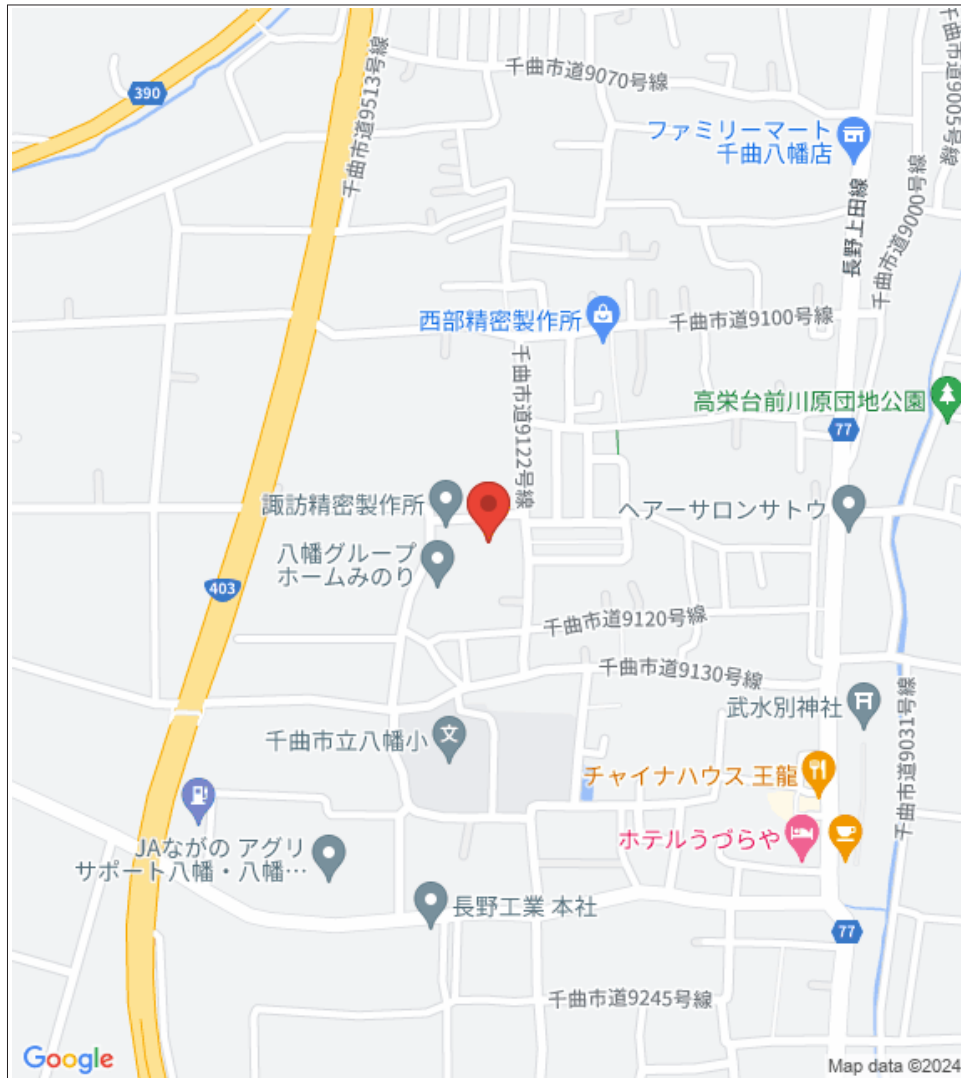 千曲市道9070号線
390
千曲市道9513号線
千曲市道9005号線
ファミリーマート
千曲八幡店
長野上田線
千曲市道9000号線
西部精密製作所
千曲市道9100号線
千曲市道9122号線
高栄台前川原団地公園
77
諏訪精密製作所
ヘアーサロンサトウ
八幡グループ
ホームみのり
403
千曲市道9120号線
千曲市道9130号線
武水別神社
千曲市道9031号線
千曲市立八幡小
文
チャイナハウス 王龍
ホテルうづらや
JAながの アグリ
サポート八幡・八幡…
長野工業 本社
77
千曲市道9245号線
Google
Map data ©2024